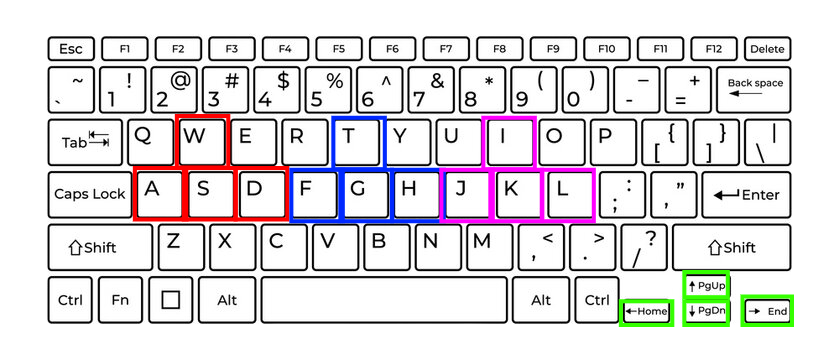 Esc F1 F2 F3 F4 F5 F6 F7 F8 F9 F10 F11 F12 Delete
~ ! @ # $ % ^ & * ( ) – + Back space
` 1 2 3 4 5 6 7 8 9 0 - =
Tab Q W E R T Y U I O P { } |
[ ] \
Caps Lock A S D F G H J K L : ” Enter
; ,
Shift Z X C V B N M < > ? Shift
, . /
Ctrl Fn Alt Alt Ctrl PgUp
Home PgDn End